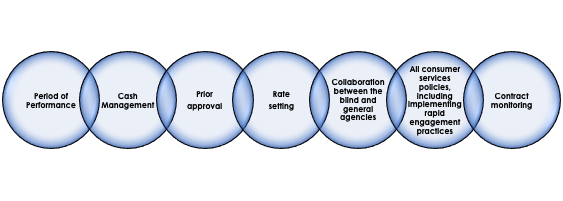 Period of
Performance
Cash
Management
Prior
approval
Rate
setting
Collaboration
between the
blind and
general
agencies
All consumer
services
policies,
including
implementing
rapid
engagement
practices
Contract
monitoring